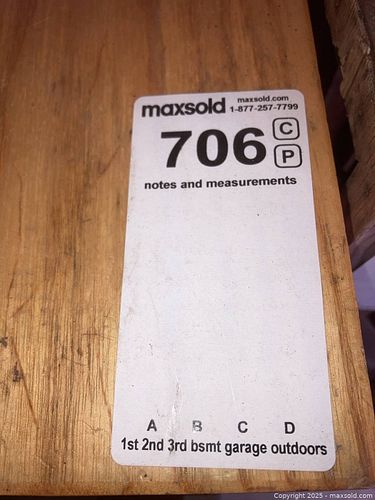 maxsold maxsold.com
1-877-257-7799
706 C
P
notes and measurements
A B C D
1st 2nd 3rd bsmt garage outdoors
Copyright 2025 - maxsold.com